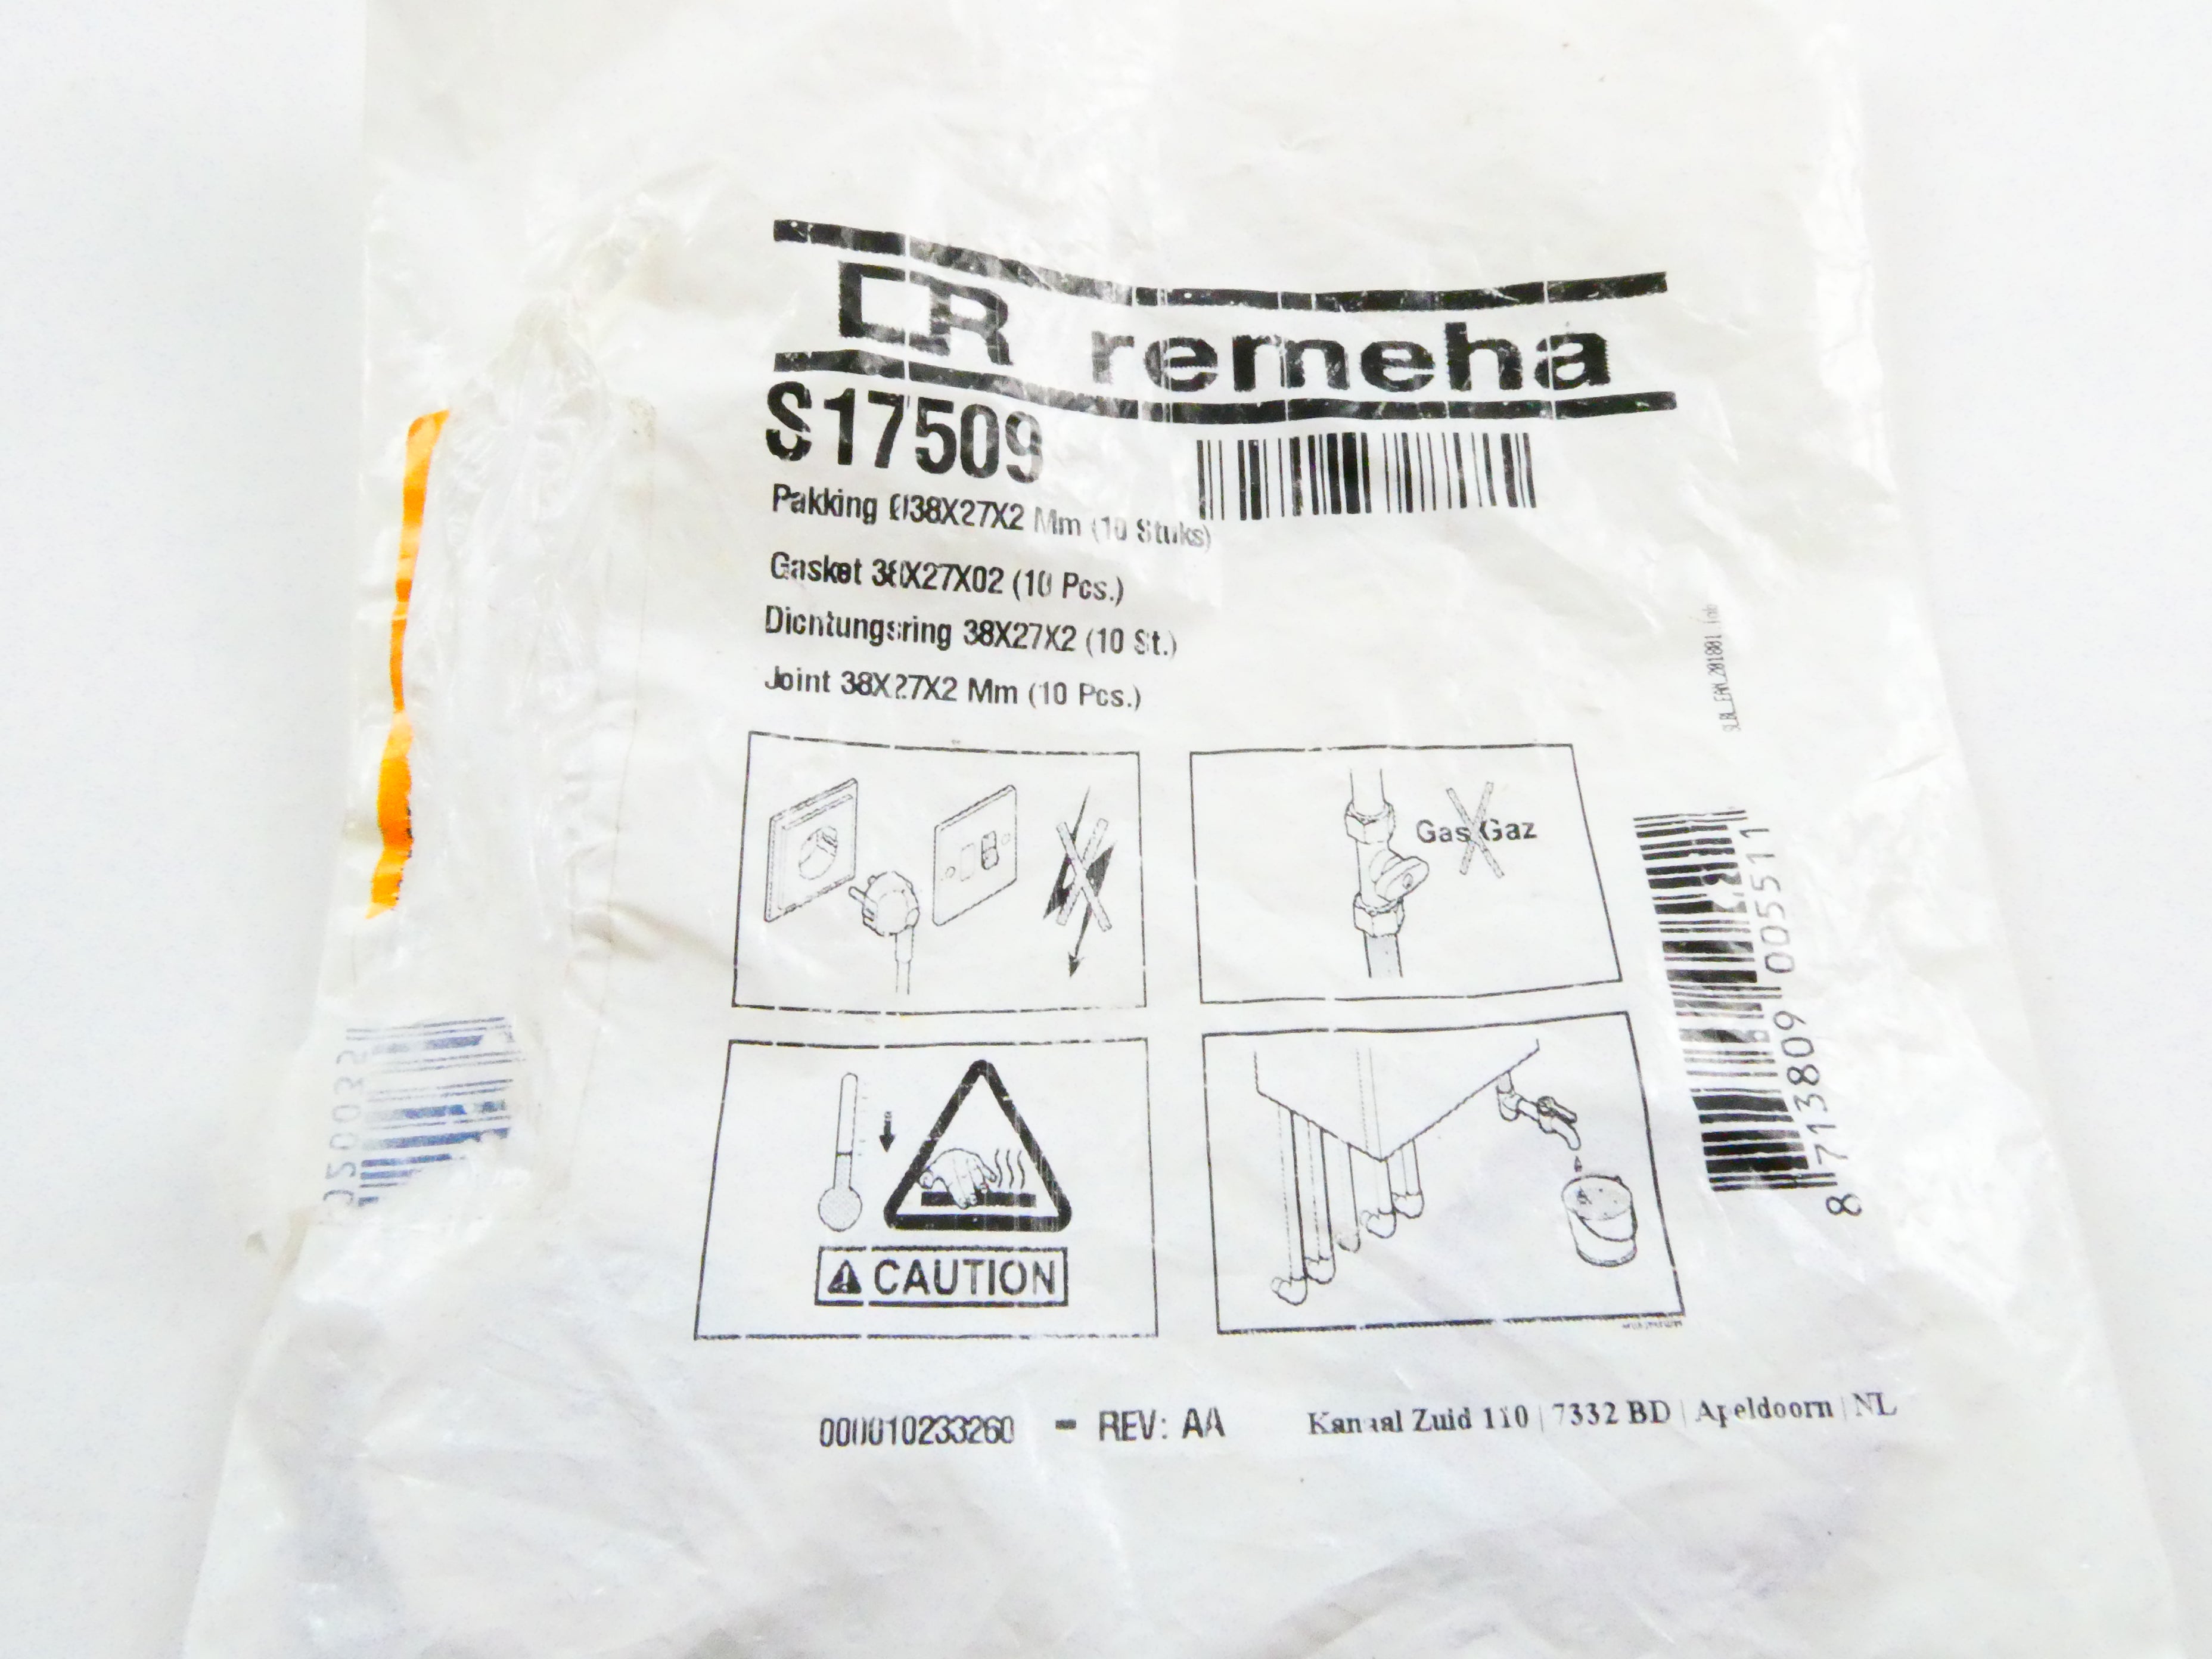 remeha
S17509
Pakking Ø38X27X2 Mm (10 Stuks)
Gasket 38X27X02 (10 Pcs.)
Dichtungsring 38X27X2 (10 St.)
Joint 38X27X2 Mm (10 Pcs.)
Gas/Gaz
CAUTION
8 713809 005511
000010233260 - REV: AA
Kanaal Zuid 110 | 7332 BD | Apeldoorn | NL